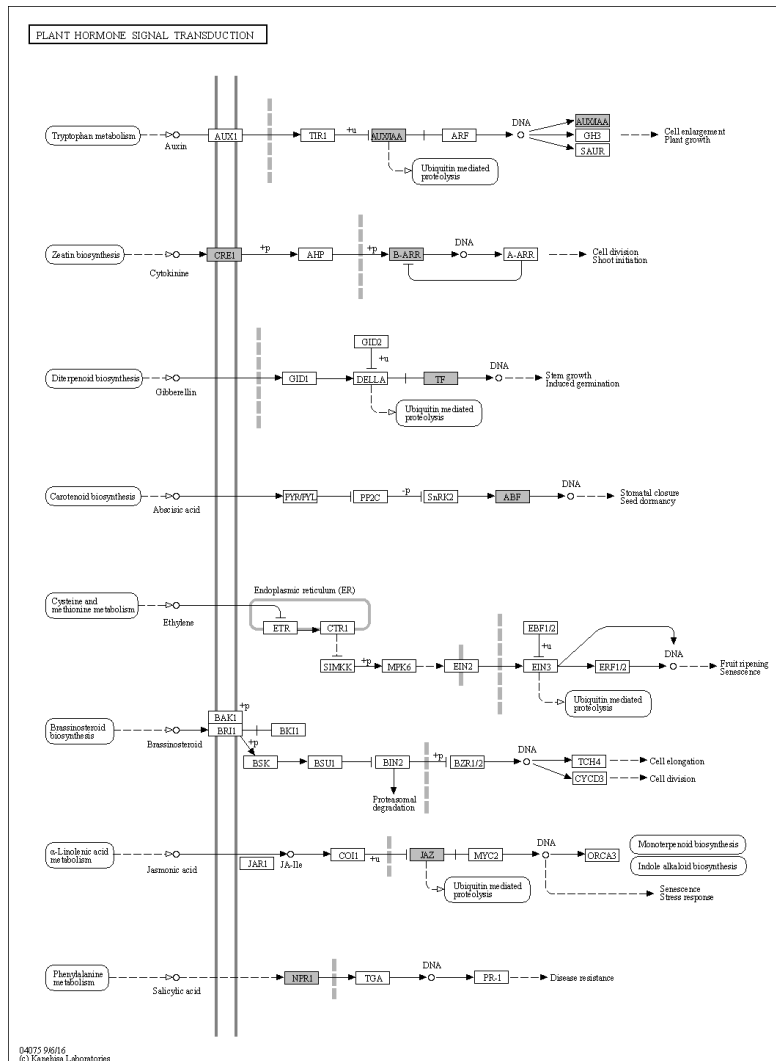 PLANT HORMONE SIGNAL TRANSDUCTION
Tryptophan metabolism
Auxin
AUX1
TIR1
+u
AUX/IAA
ARF
DNA
AUX/IAA
GH3
SAUR
Cell enlargement
Plant growth
Ubiquitin mediated
proteolysis
Zeatin biosynthesis
Cytokinine
CRE1
+p
AHP
+p
B-ARR
DNA
A-ARR
Cell division
Shoot initiation
GID2
+u
Diterpenoid biosynthesis
Gibberellin
GID1
DELLA
TF
DNA
Stem growth
Induced germination
Ubiquitin mediated
proteolysis
Carotenoid biosynthesis
Abscisic acid
PYR/PYL
PP2C
-p
SnRK2
ABF
DNA
Stomatal closure
Seed dormancy
Cysteine and
methionine metabolism
Ethylene
Endoplasmic reticulum (ER)
ETR
CTR1
SIMKK
+p
MPK6
EIN2
EBF1/2
+u
EIN3
ERF1/2
DNA
Fruit ripening
Senescence
Ubiquitin mediated
proteolysis
Brassinosteroid
biosynthesis
Brassinosteroid
BAK1
+p
BRI1
BKI1
+p
BSK
BSU1
BIN2
+p
BZR1/2
DNA
TCH4
Cell elongation
CYCD3
Cell division
Proteasomal
degradation
α-Linolenic acid
metabolism
Jasmonic acid
JAR1
JA-Ile
COI1
+u
JAZ
MYC2
DNA
ORCA3
Monoterpenoid biosynthesis
Indole alkaloid biosynthesis
Ubiquitin mediated
proteolysis
Senescence
Stress response
Phenylalanine
metabolism
Salicylic acid
NPR1
TGA
DNA
PR-1
Disease resistance
04075 9/6/16
(c) Kanehisa Laboratories